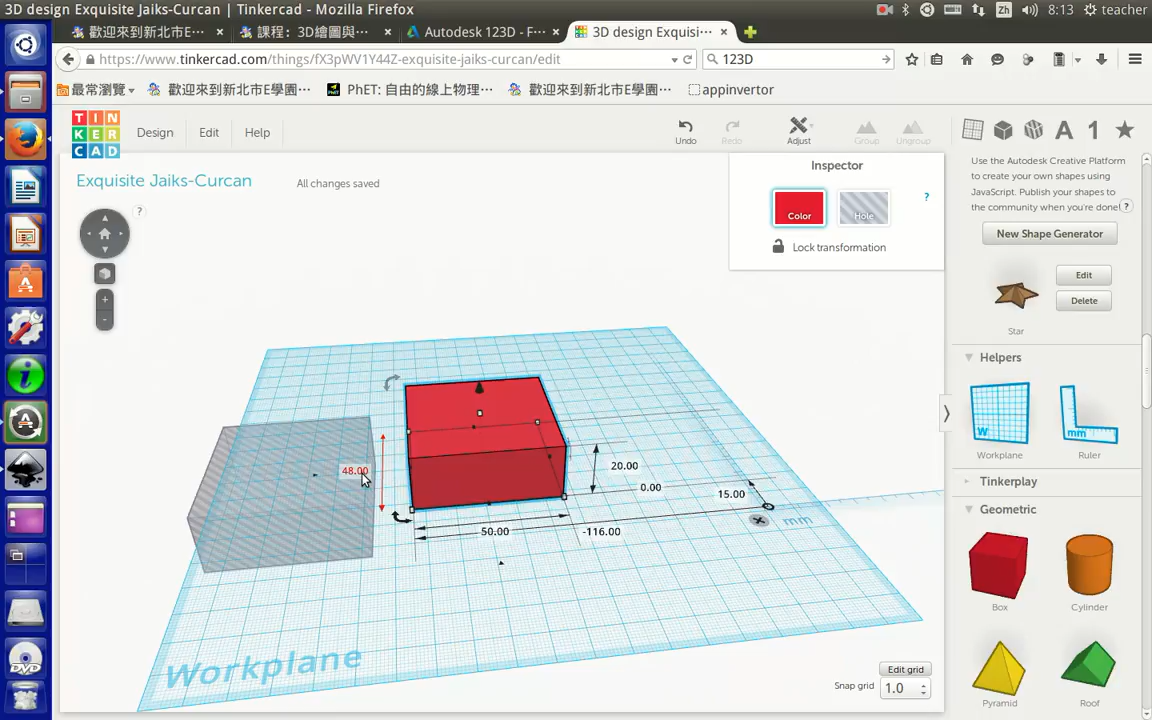 3D design Exquisite Jaiks-Curcan | Tinkercad - Mozilla Firefox
Zh
8:13
teacher
歡迎來到新北市E...
課程：3D繪圖與...
Autodesk 123D - F...
3D design Exquisi...
https://www.tinkercad.com/things/fX3pWV1Y44Z-exquisite-jaiks-curcan/edit
123D
最常瀏覽
歡迎來到新北市E學園...
PhET: 自由的線上物理...
歡迎來到新北市E學園...
appinvertor
TIN
KER
CAD
Design
Edit
Help
Undo
Redo
Adjust
Group
Ungroup
Exquisite Jaiks-Curcan
All changes saved
?
Inspector
Color
Hole
?
Lock transformation
48.00
20.00
0.00
15.00
50.00
-116.00
mm
Workplane
Edit grid
Snap grid
1.0
Use the Autodesk Creative Platform
to create your own shapes using
JavaScript. Publish your shapes to
the community when you're done!
?
New Shape Generator
Edit
Delete
Star
Helpers
W
mm
Workplane
Ruler
Tinkerplay
Geometric
Box
Cylinder
Pyramid
Roof
DVD